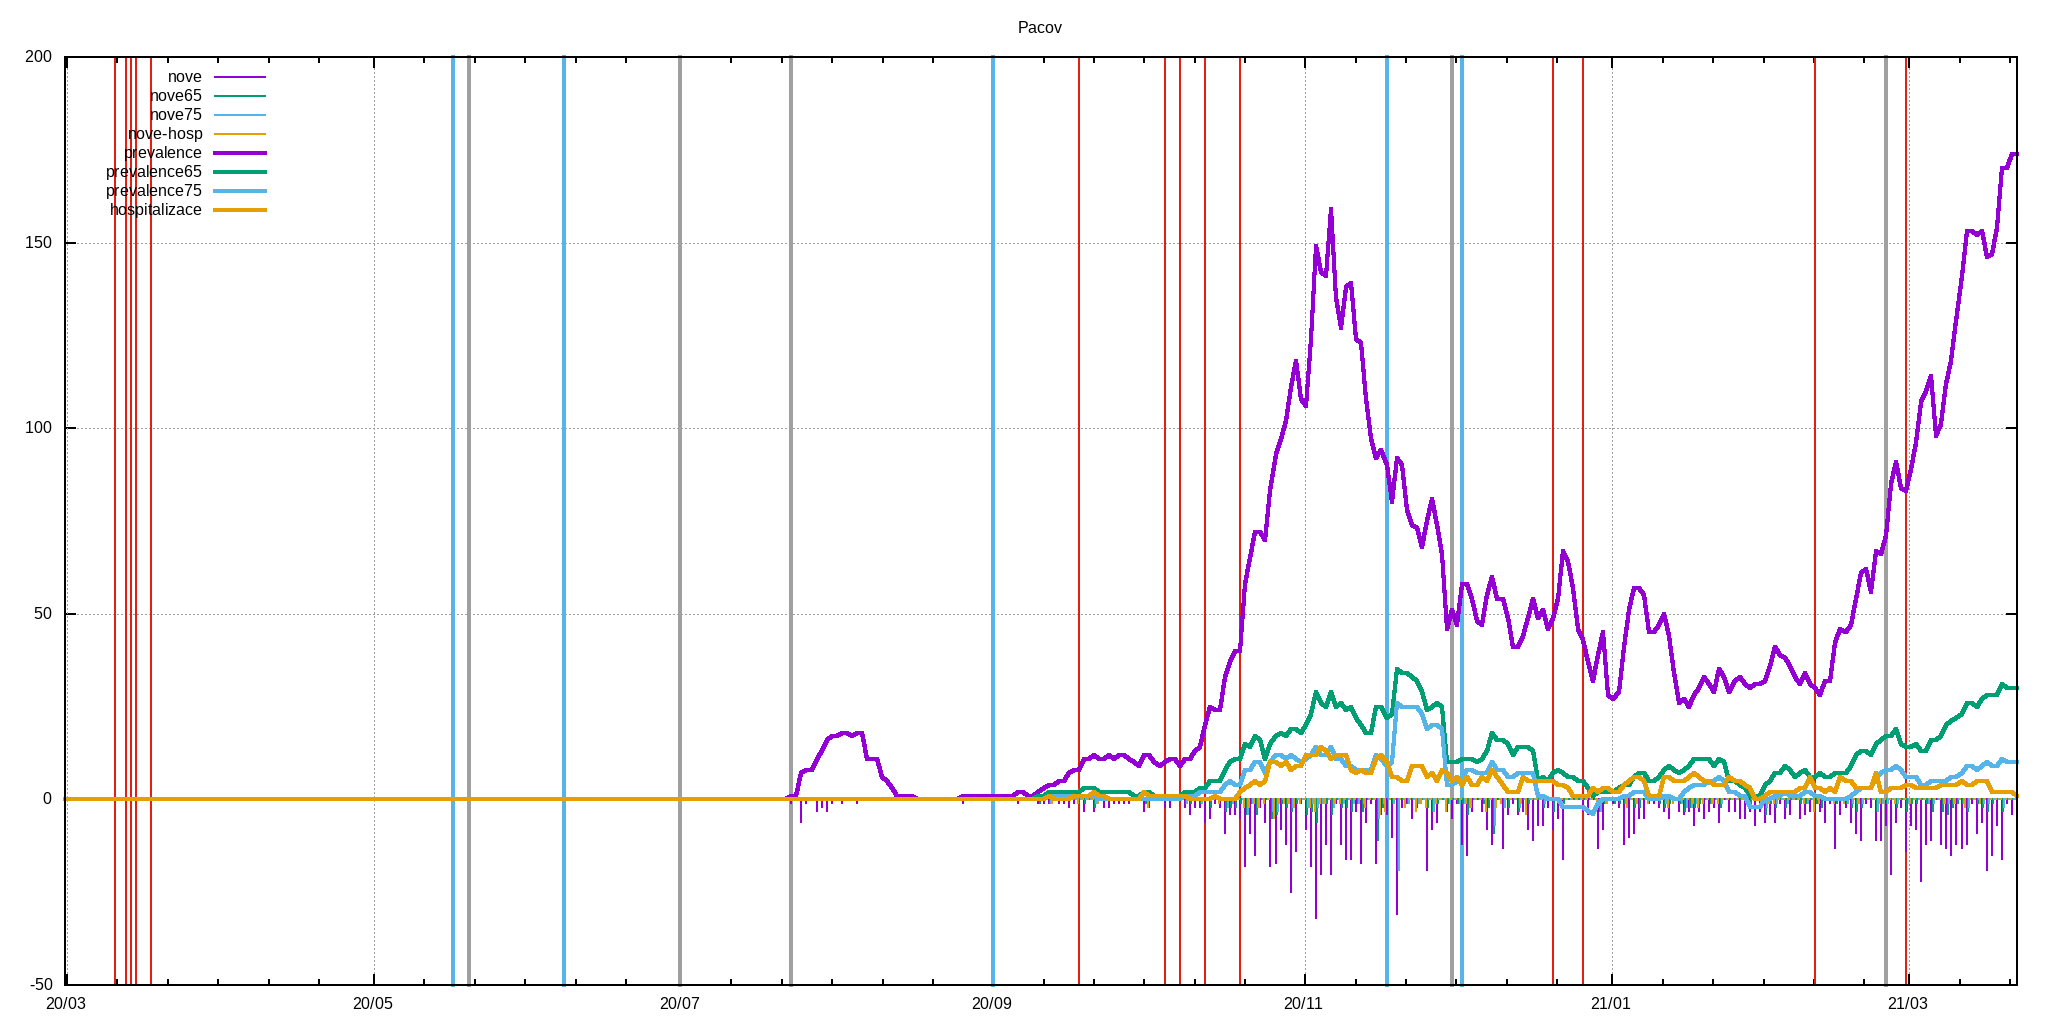 Pacov
200
nove
nove65
nove75
nove-hosp
prevalence
prevalence65
prevalence75
hospitalizace
150
100
50
0
-50
20/03 20/05 20/07 20/09 20/11 21/01 21/03